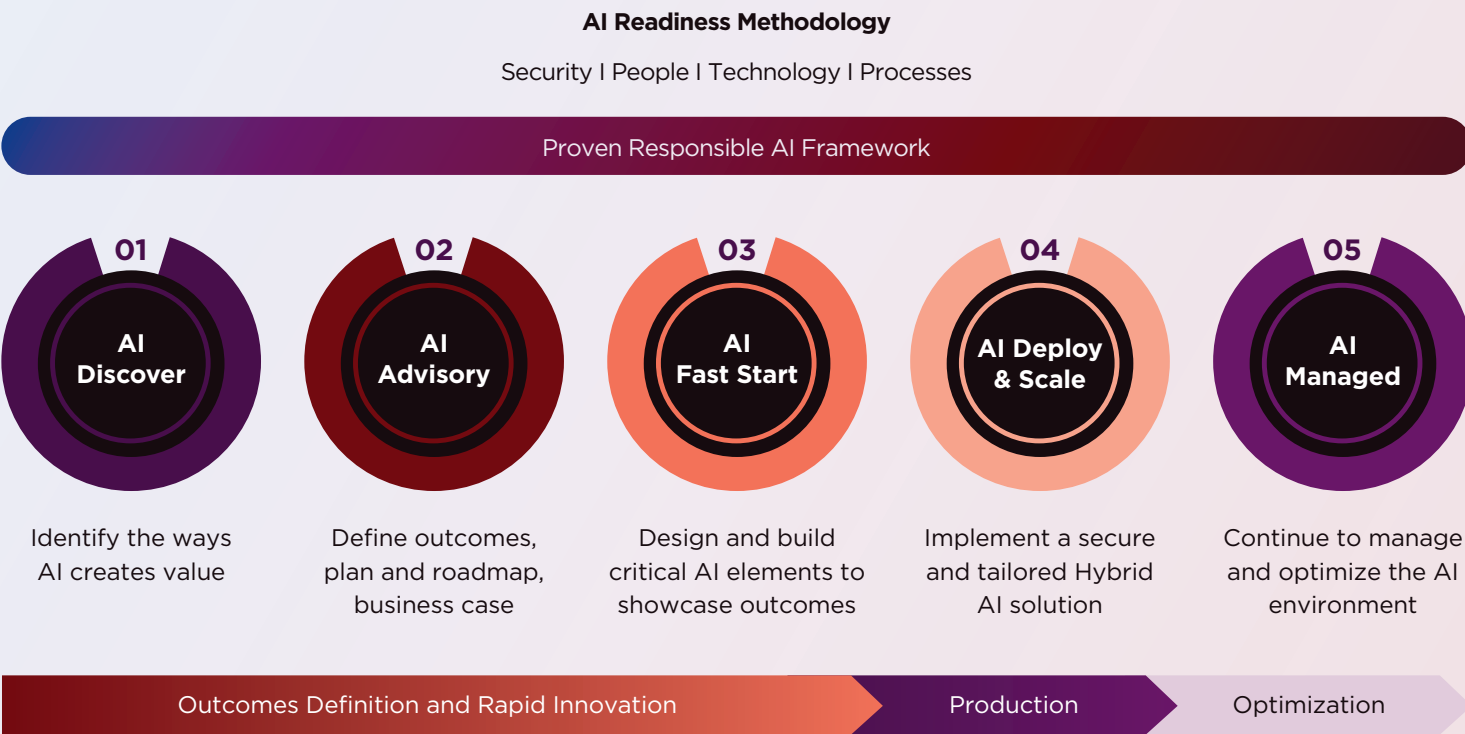 AI Readiness Methodology
Security I People I Technology I Processes
Proven Responsible AI Framework
01
AI
Discover
Identify the ways
AI creates value
02
AI
Advisory
Define outcomes,
plan and roadmap,
business case
03
AI
Fast Start
Design and build
critical AI elements to
showcase outcomes
04
AI Deploy
& Scale
Implement a secure
and tailored Hybrid
AI solution
05
AI
Managed
Continue to manage
and optimize the AI
environment
Outcomes Definition and Rapid Innovation
Production
Optimization